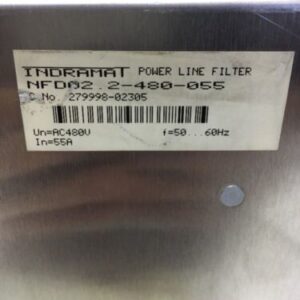 INDRAMAT POWER LINE FILTER
NFD02.2-480-055
S No. 279998-02305
Un=AC480V f=50...60Hz
In=55A